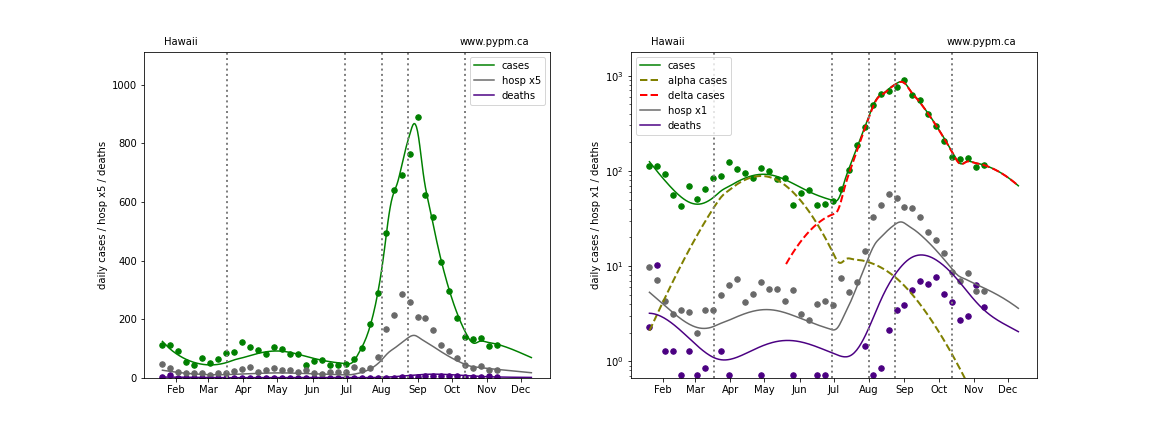 Hawaii www.pypm.ca
cases
hosp x5
deaths
1000
800
600
400
200
0
daily cases / hosp x5 / deaths
Feb Mar Apr May Jun Jul Aug Sep Oct Nov Dec
Hawaii www.pypm.ca
cases
alpha cases
delta cases
hosp x1
deaths
10³
10²
10¹
10⁰
daily cases / hosp x1 / deaths
Feb Mar Apr May Jun Jul Aug Sep Oct Nov Dec